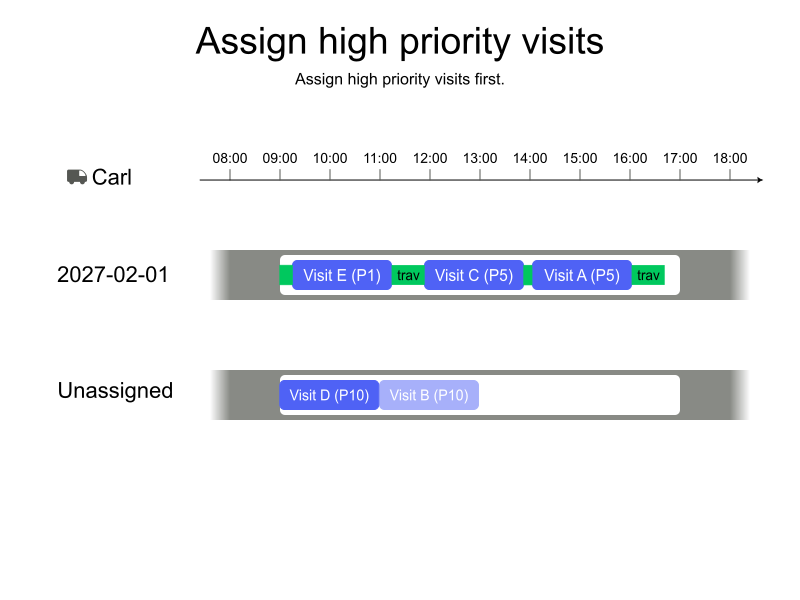 Assign high priority visits
Assign high priority visits first.
08:00 09:00 10:00 11:00 12:00 13:00 14:00 15:00 16:00 17:00 18:00
Carl
2027-02-01
Visit E (P1) trav Visit C (P5) Visit A (P5) trav
Unassigned
Visit D (P10) Visit B (P10)